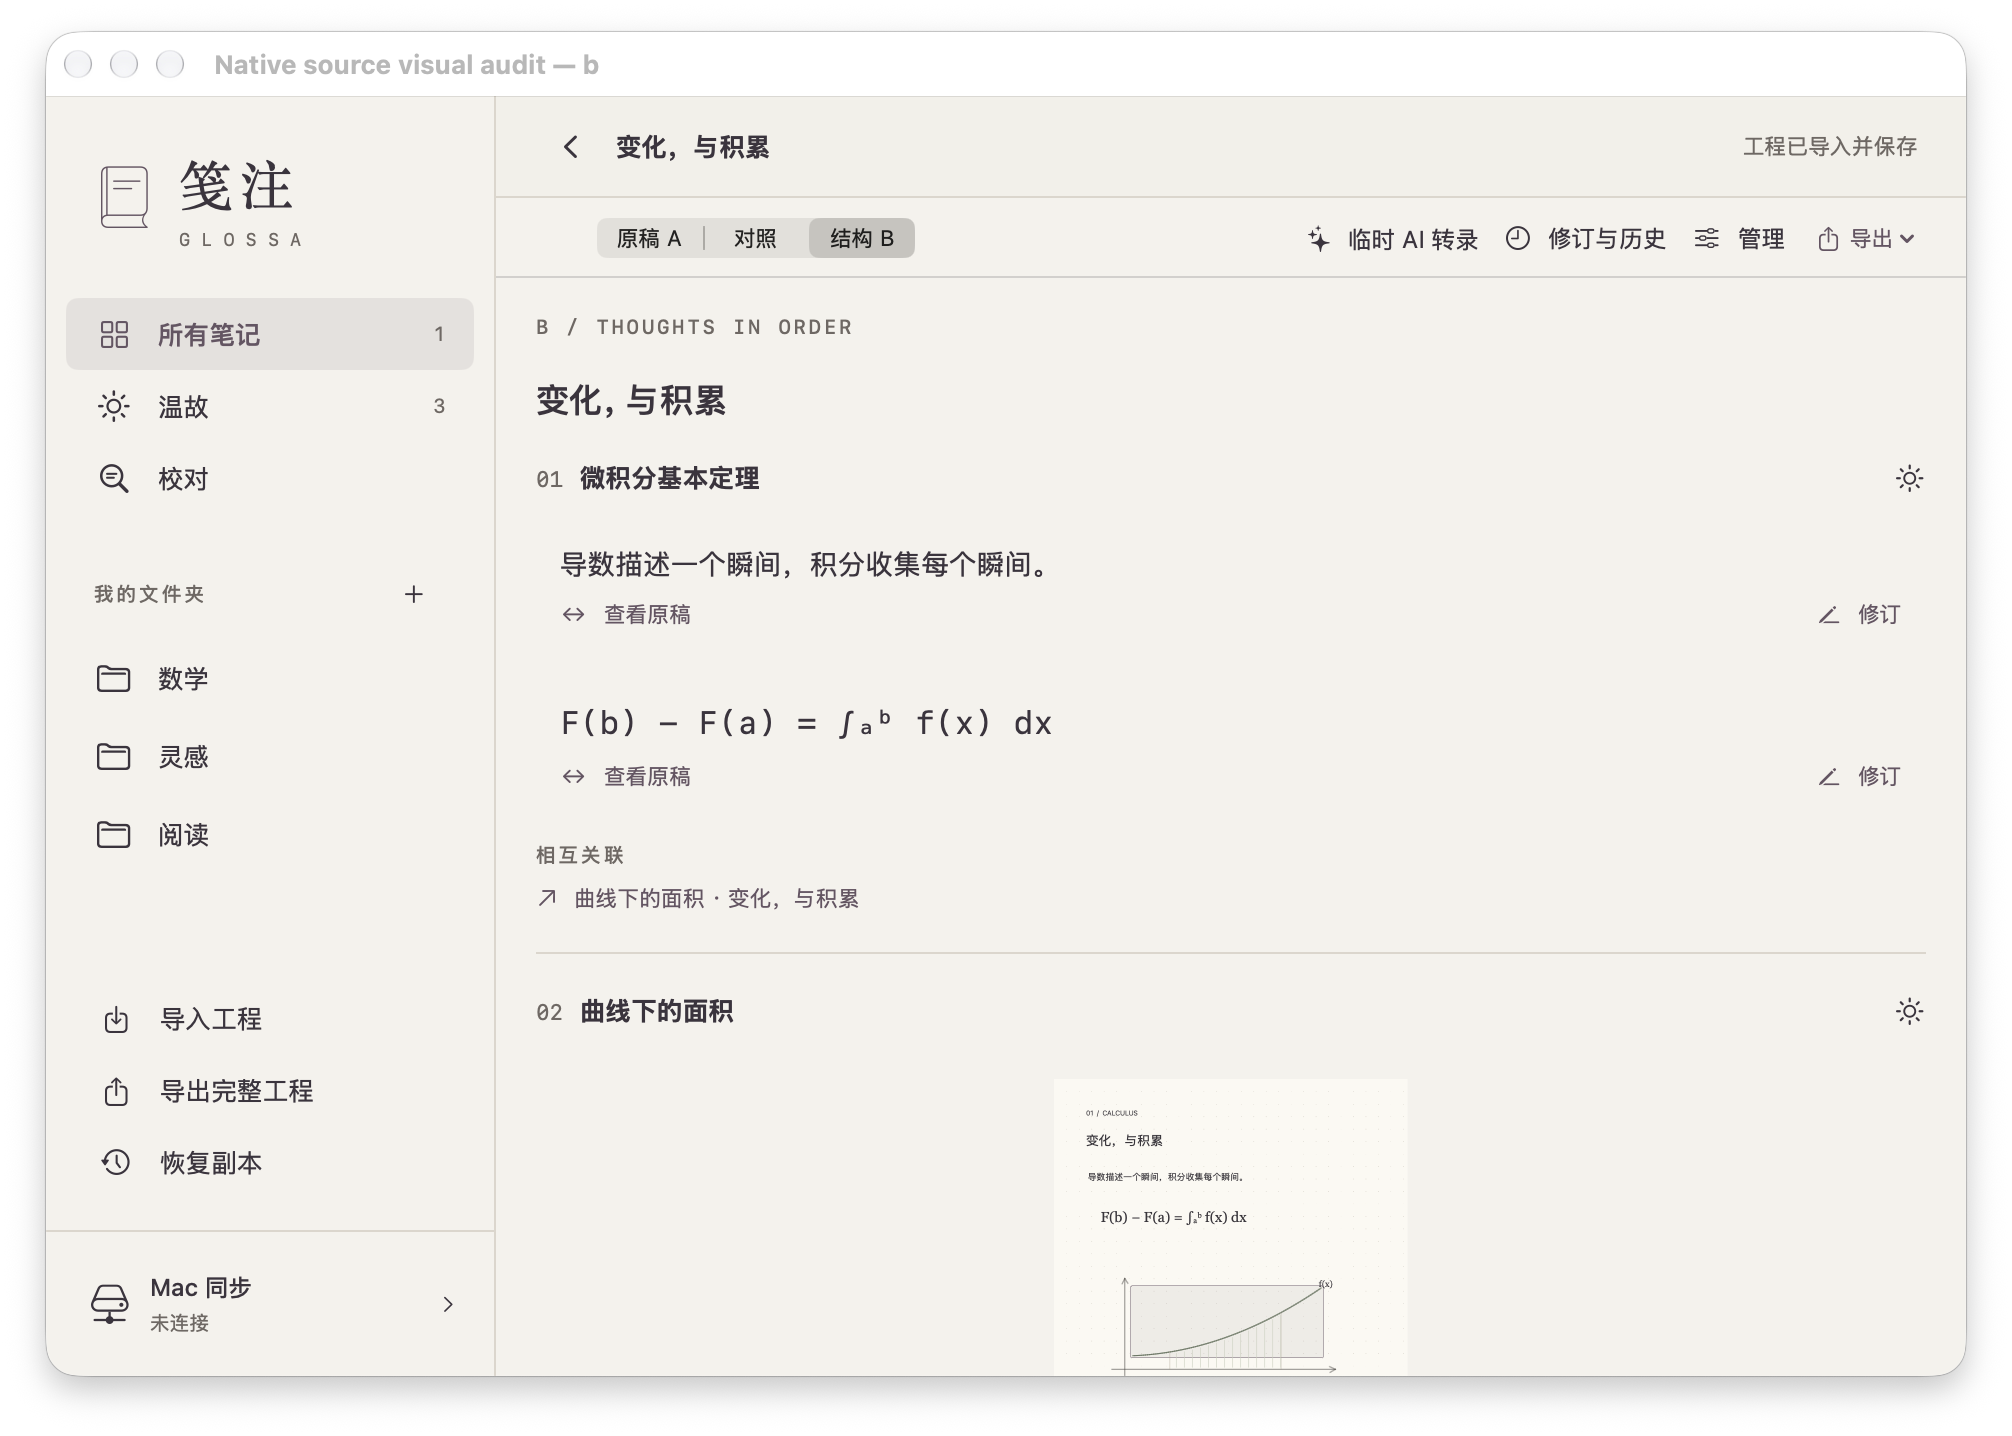 Native source visual audit — b
笺注
GLOSSA
所有笔记 1
温故 3
校对
我的文件夹 +
数学
灵感
阅读
导入工程
导出完整工程
恢复副本
Mac 同步
未连接
变化，与积累
工程已导入并保存
原稿 A 对照 结构 B
临时 AI 转录 修订与历史 管理 导出
B / THOUGHTS IN ORDER
变化，与积累
01 微积分基本定理
导数描述一个瞬间，积分收集每个瞬间。
查看原稿 修订
F(b) − F(a) = ∫ₐᵇ f(x) dx
查看原稿 修订
相互关联
曲线下的面积 · 变化，与积累
02 曲线下的面积
01 / CALCULUS
变化，与积累
导数描述一个瞬间，积分收集每个瞬间。
F(b) − F(a) = ∫ₐᵇ f(x) dx
f(x)